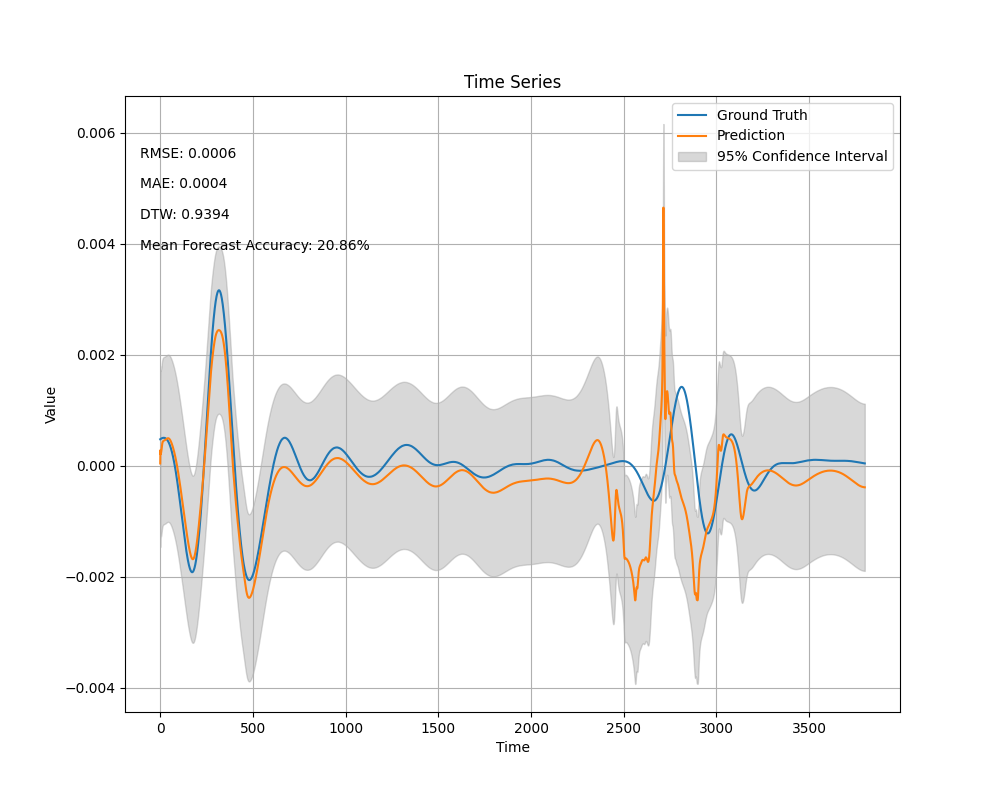 Time Series
Ground Truth
Prediction
95% Confidence Interval
RMSE: 0.0006
MAE: 0.0004
DTW: 0.9394
Mean Forecast Accuracy: 20.86%
0.006
0.004
0.002
0.000
−0.002
−0.004
Value
0 500 1000 1500 2000 2500 3000 3500
Time